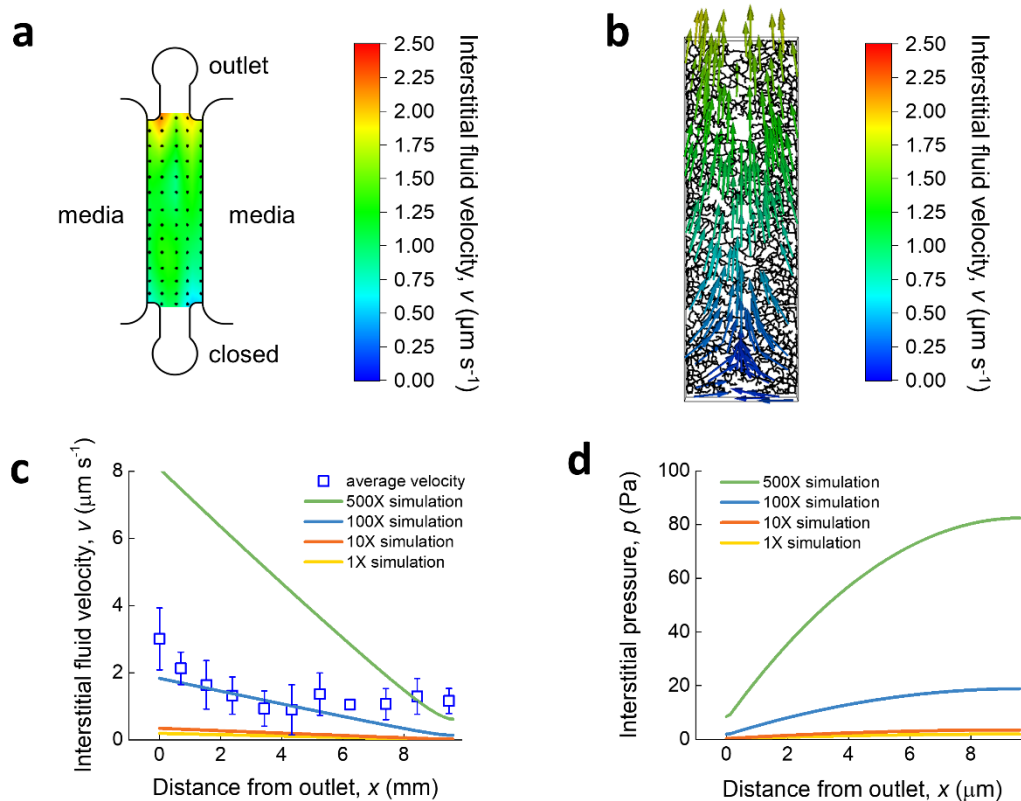 a
outlet
media
media
closed
2.50
2.25
2.00
1.75
1.50
1.25
1.00
0.75
0.50
0.25
0.00
Interstitial fluid velocity, v (µm s⁻¹)
b
2.50
2.25
2.00
1.75
1.50
1.25
1.00
0.75
0.50
0.25
0.00
Interstitial fluid velocity, v (µm s⁻¹)
c
Interstitial fluid velocity, v (µm s⁻¹)
8
6
4
2
0
average velocity
500X simulation
100X simulation
10X simulation
1X simulation
0 2 4 6 8
Distance from outlet, x (mm)
d
Interstitial pressure, p (Pa)
100
80
60
40
20
0
500X simulation
100X simulation
10X simulation
1X simulation
0 2 4 6 8
Distance from outlet, x (µm)